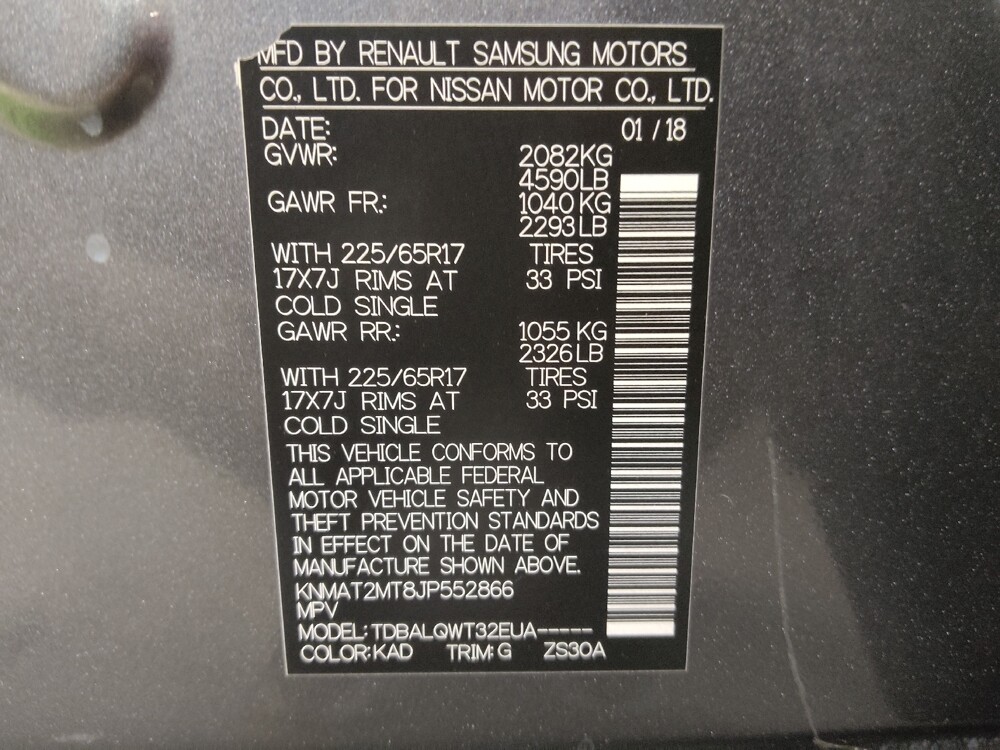 MFD BY RENAULT SAMSUNG MOTORS
CO., LTD. FOR NISSAN MOTOR CO., LTD.
DATE: 01 / 18
GVWR: 2082KG
4590LB
GAWR FR.: 1040 KG
2293LB
WITH 225/65R17 TIRES
17X7J RIMS AT 33 PSI
COLD SINGLE
GAWR RR.: 1055 KG
2326LB
WITH 225/65R17 TIRES
17X7J RIMS AT 33 PSI
COLD SINGLE
THIS VEHICLE CONFORMS TO
ALL APPLICABLE FEDERAL
MOTOR VEHICLE SAFETY AND
THEFT PREVENTION STANDARDS
IN EFFECT ON THE DATE OF
MANUFACTURE SHOWN ABOVE.
KNMAT2MT8JP552866
MPV
MODEL: TDBALQWT32EUA-----
COLOR: KAD TRIM: G ZS30A